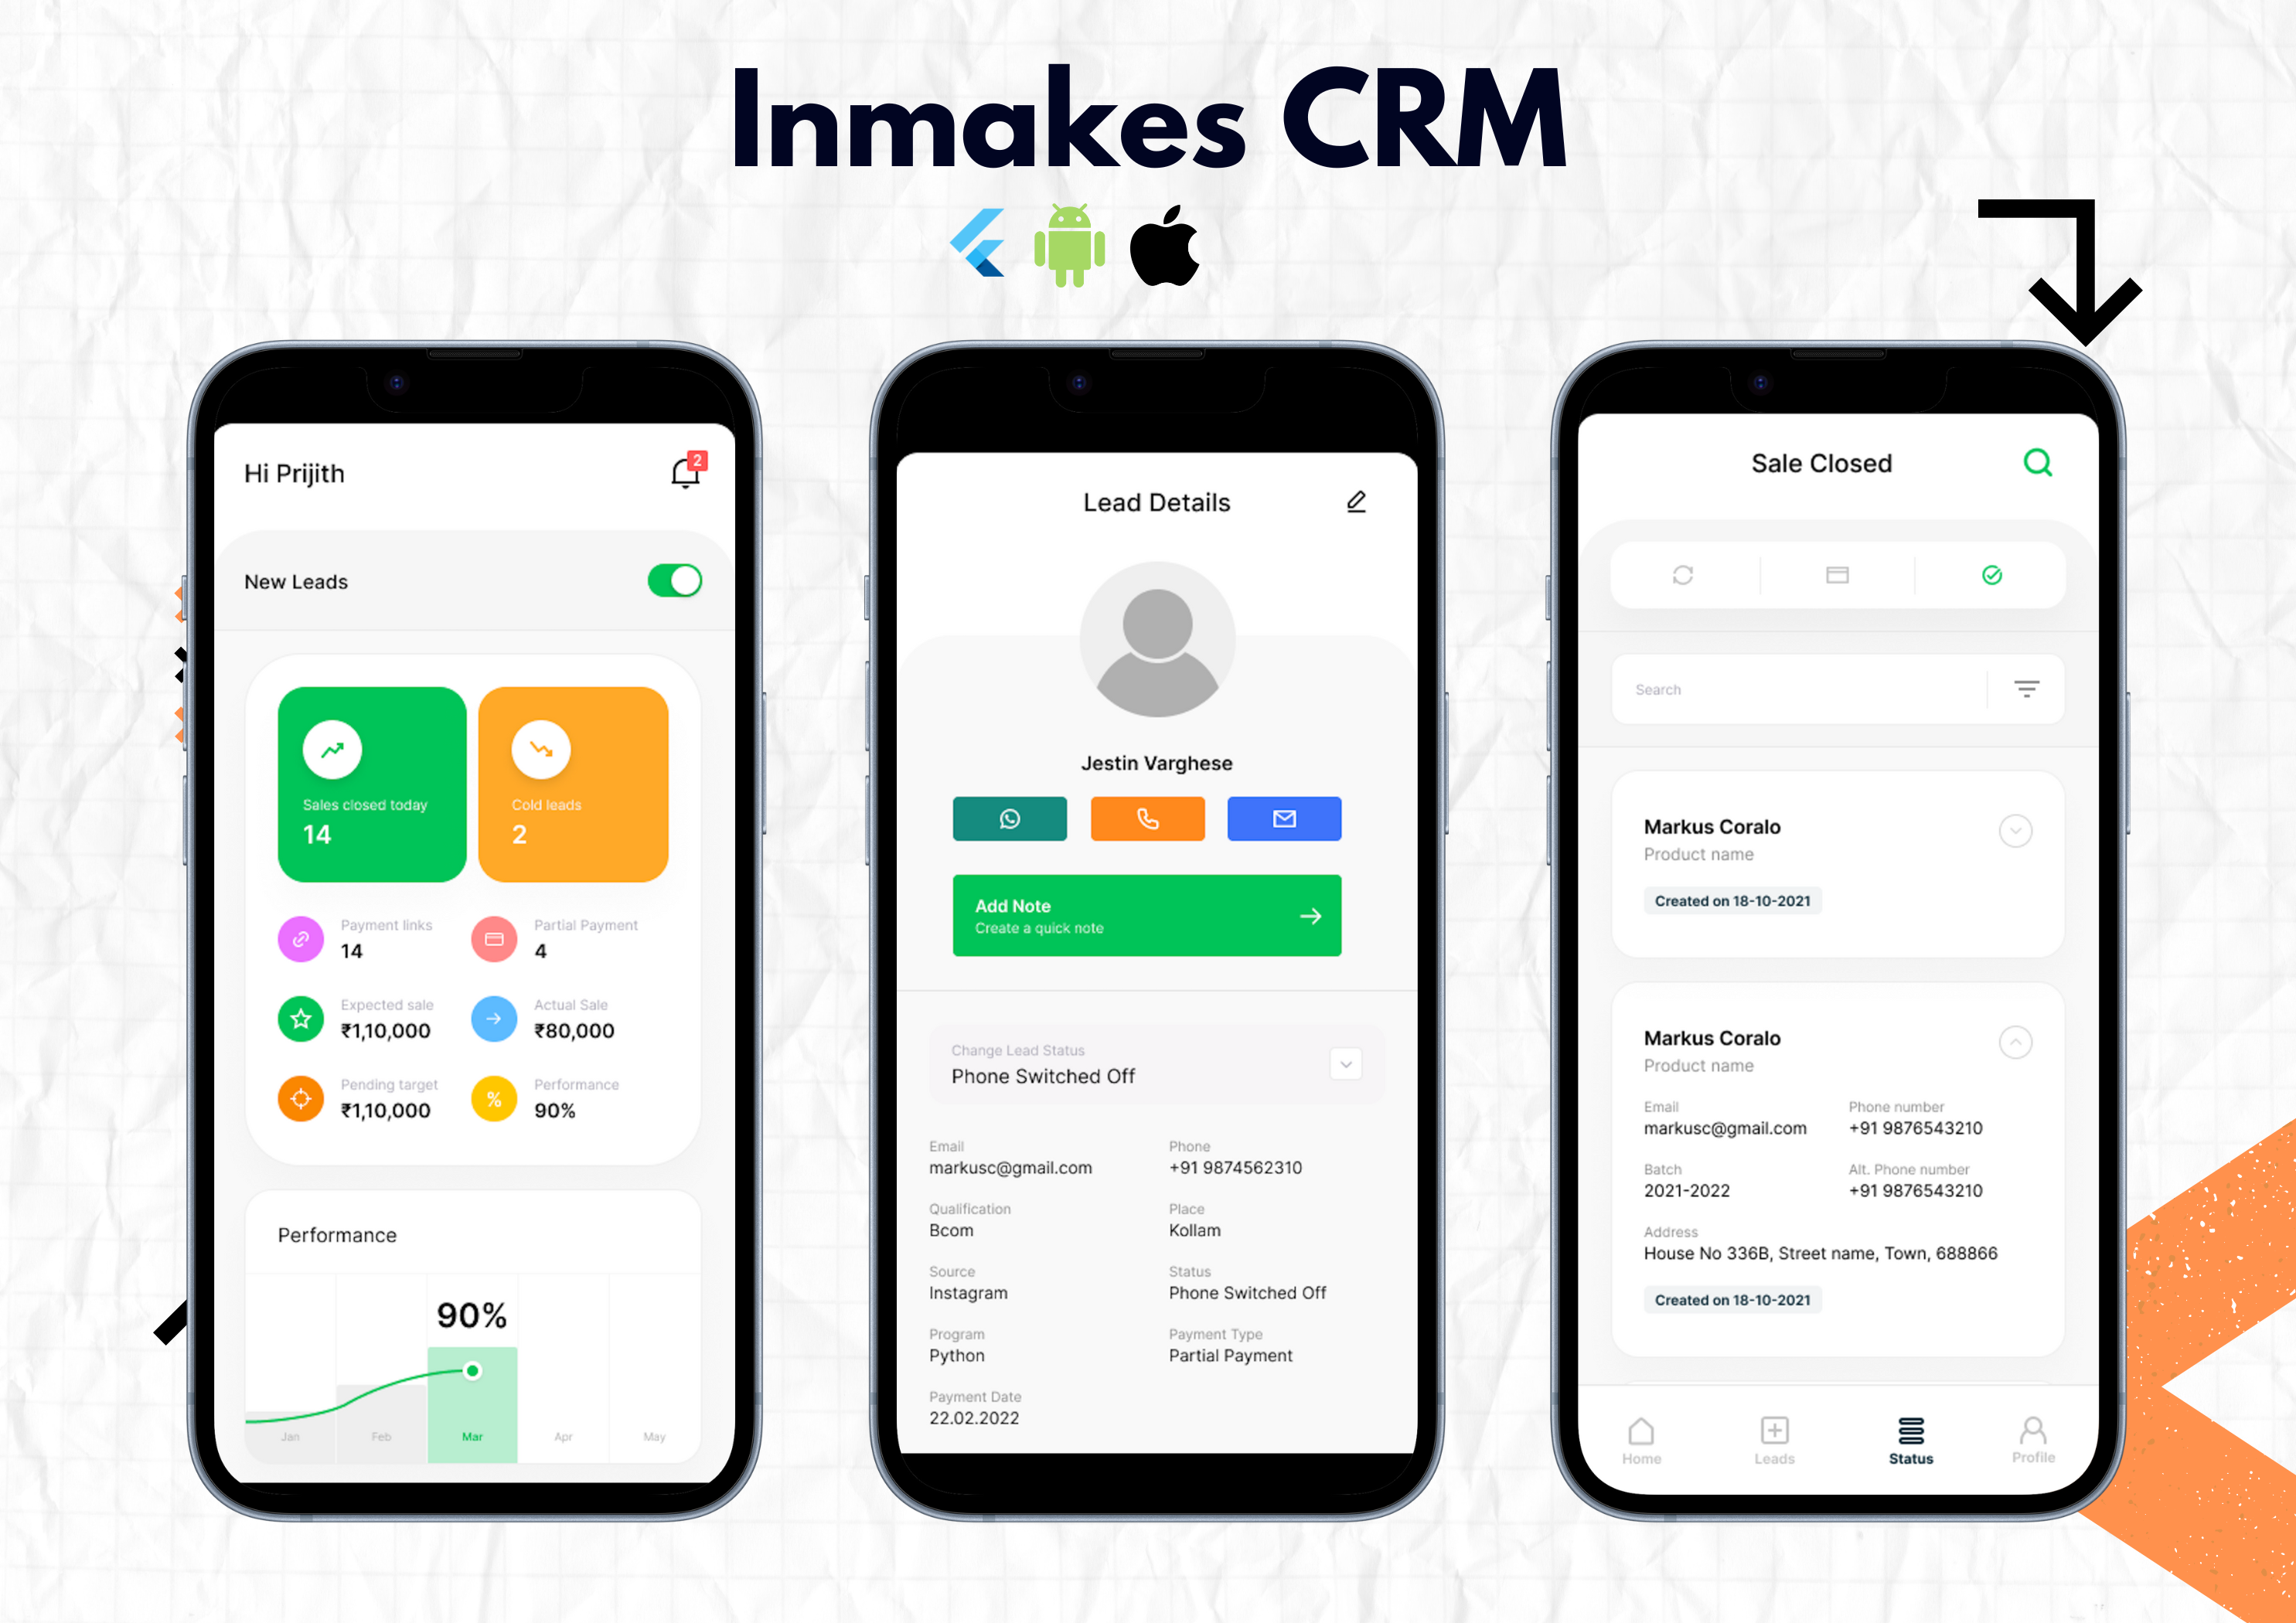 Inmakes CRM
Hi Prijith
2
New Leads
Sales closed today
14
Cold leads
2
Payment links
14
Partial Payment
4
Expected sale
₹1,10,000
Actual Sale
₹80,000
Pending target
₹1,10,000
%
Performance
90%
Performance
90%
Jan
Feb
Mar
Apr
May
Lead Details
Jestin Varghese
Add Note
Create a quick note
Change Lead Status
Phone Switched Off
Email
markusc@gmail.com
Phone
+91 9874562310
Qualification
Bcom
Place
Kollam
Source
Instagram
Status
Phone Switched Off
Program
Python
Payment Type
Partial Payment
Payment Date
22.02.2022
Sale Closed
Search
Markus Coralo
Product name
Created on 18-10-2021
Markus Coralo
Product name
Email
markusc@gmail.com
Phone number
+91 9876543210
Batch
2021-2022
Alt. Phone number
+91 9876543210
Address
House No 336B, Street name, Town, 688866
Created on 18-10-2021
Home
Leads
Status
Profile